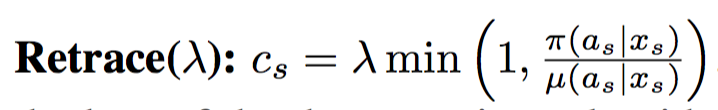 Retrace(λ): c_s = λ min (1, π(a_s|x_s) / μ(a_s|x_s))